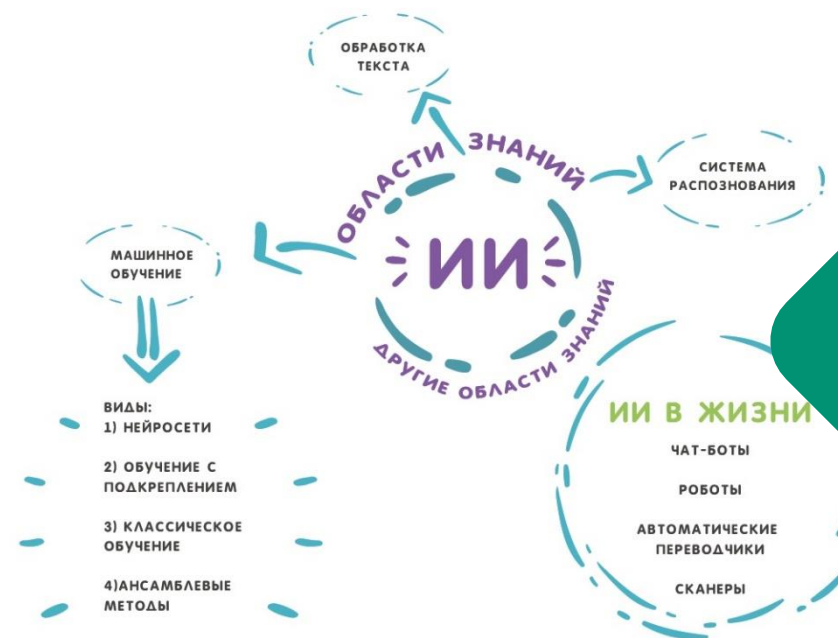 ОБРАБОТКА
ТЕКСТА
ОБЛАСТИ ЗНАНИЙ
СИСТЕМА
РАСПОЗНОВАНИЯ
ИИ
МАШИННОЕ
ОБУЧЕНИЕ
ДРУГИЕ ОБЛАСТИ ЗНАНИЙ
ВИДЫ:
1) НЕЙРОСЕТИ
2) ОБУЧЕНИЕ С
ПОДКРЕПЛЕНИЕМ
3) КЛАССИЧЕСКОЕ
ОБУЧЕНИЕ
4)АНСАМБЛЕВЫЕ
МЕТОДЫ
ИИ В ЖИЗНИ
ЧАТ-БОТЫ
РОБОТЫ
АВТОМАТИЧЕСКИЕ
ПЕРЕВОДЧИКИ
СКАНЕРЫ